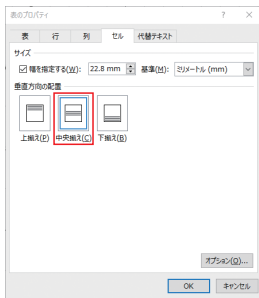 表のプロパティ ? ×
表 行 列 セル 代替テキスト
サイズ
幅を指定する(W): 22.8 mm 基準(M): ミリメートル (mm)
垂直方向の配置
上揃え(P) 中央揃え(C) 下揃え(B)
オプション(O)...
OK キャンセル